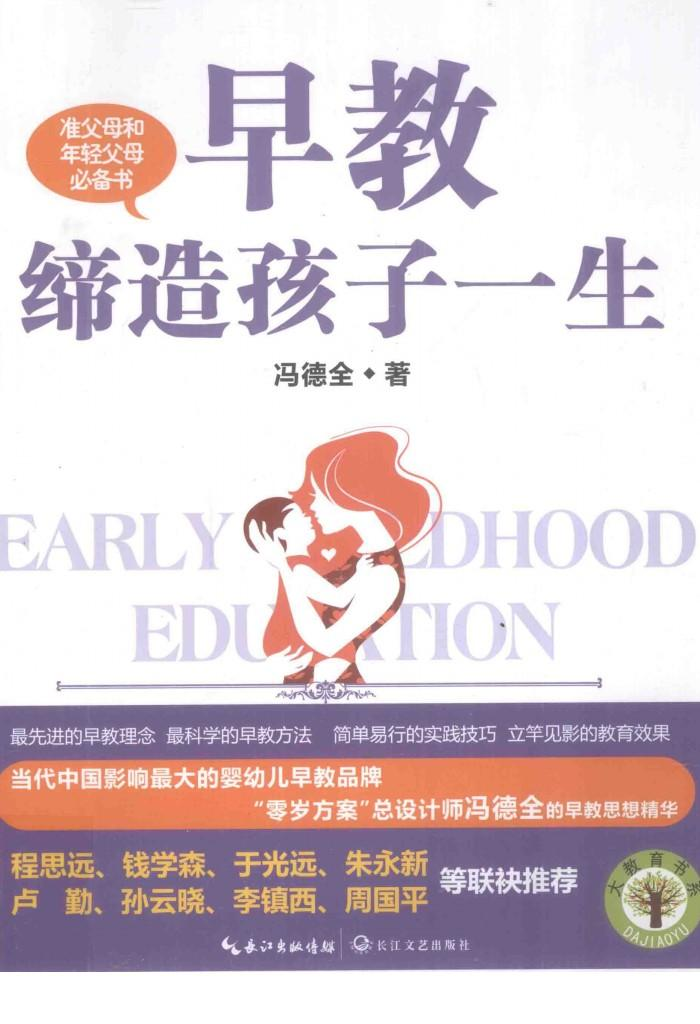 准父母和
年轻父母
必备书
早教
缔造孩子一生
冯德全◆著
EARLY
LDHOOD
EDU
TION
最先进的早教理念 最科学的早教方法 简单易行的实践技巧 立竿见影的教育效果
当代中国影响最大的婴幼儿早教品牌
“零岁方案”总设计师冯德全的早教思想精华
程思远、钱学森、于光远、朱永新
卢 勤、孙云晓、李镇西、周国平
等联袂推荐
大教育书系
DAJIAOYU
长江出版传媒
长江文艺出版社